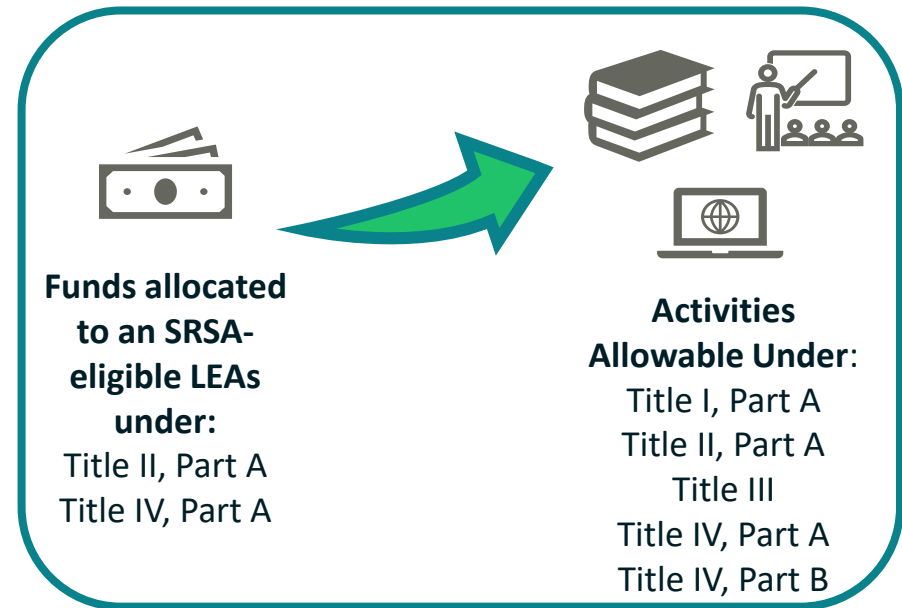 Funds allocated
to an SRSA-
eligible LEAs
under:
Title II, Part A
Title IV, Part A
Activities
Allowable Under:
Title I, Part A
Title II, Part A
Title III
Title IV, Part A
Title IV, Part B